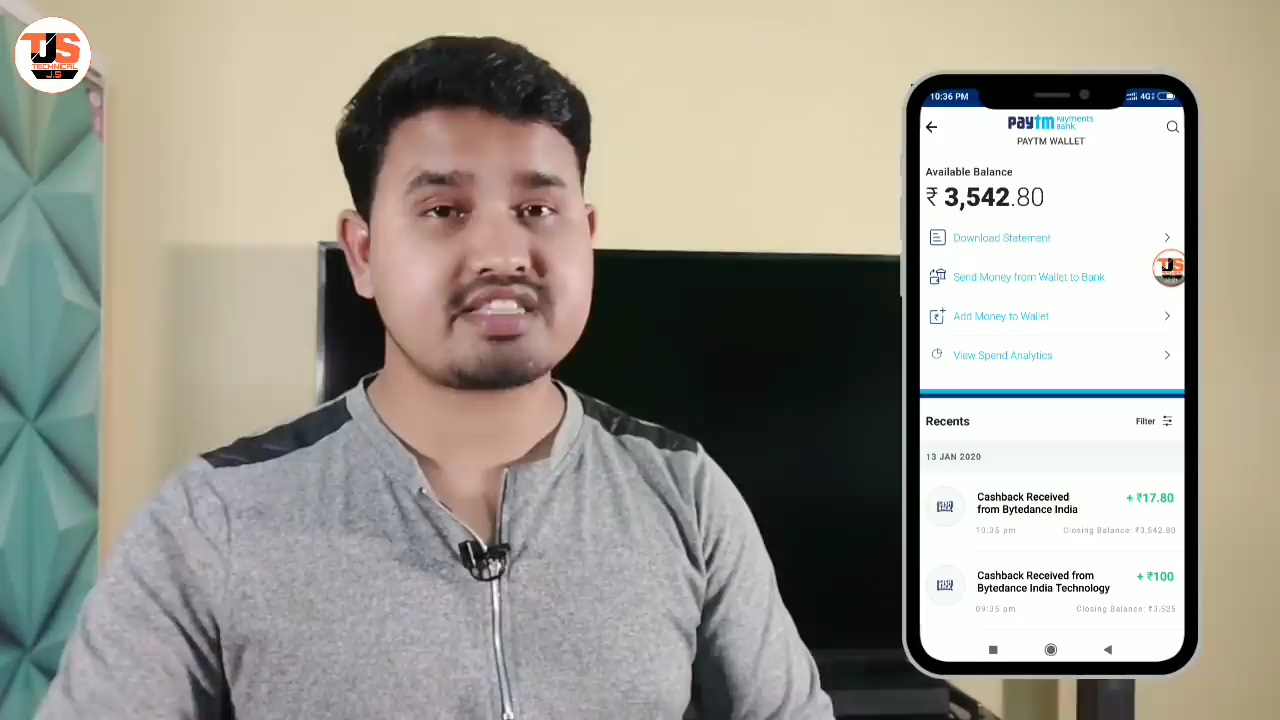 TJS
TECHNICAL
J.S
10:36 PM
4G
paytm payments
bank
PAYTM WALLET
Available Balance
₹ 3,542.80
Download Statement
Send Money from Wallet to Bank
TJS
Add Money to Wallet
View Spend Analytics
Recents
Filter
13 JAN 2020
Cashback Received
from Bytedance India
+ ₹17.80
10:35 pm
Closing Balance: ₹3,542.80
Cashback Received from
Bytedance India Technology
+ ₹100
09:35 pm
Closing Balance: ₹3,525